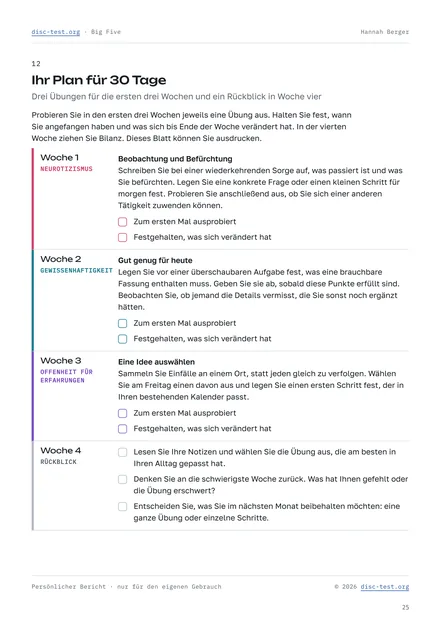 disc-test.org · Big Five
Hannah Berger
12
Ihr Plan für 30 Tage
Drei Übungen für die ersten drei Wochen und ein Rückblick in Woche vier
Probieren Sie in den ersten drei Wochen jeweils eine Übung aus. Halten Sie fest, wann
Sie angefangen haben und was sich bis Ende der Woche verändert hat. In der vierten
Woche ziehen Sie Bilanz. Dieses Blatt können Sie ausdrucken.
Woche 1
NEUROTIZISMUS
Beobachtung und Befürchtung
Schreiben Sie bei einer wiederkehrenden Sorge auf, was passiert ist und was
Sie befürchten. Legen Sie eine konkrete Frage oder einen kleinen Schritt für
morgen fest. Probieren Sie anschließend aus, ob Sie sich einer anderen
Tätigkeit zuwenden können.
Zum ersten Mal ausprobiert
Festgehalten, was sich verändert hat
Woche 2
GEWISSENHAFTIGKEIT
Gut genug für heute
Legen Sie vor einer überschaubaren Aufgabe fest, was eine brauchbare
Fassung enthalten muss. Geben Sie sie ab, sobald diese Punkte erfüllt sind.
Beobachten Sie, ob jemand die Details vermisst, die Sie sonst noch ergänzt
hätten.
Zum ersten Mal ausprobiert
Festgehalten, was sich verändert hat
Woche 3
OFFENHEIT FÜR
ERFAHRUNGEN
Eine Idee auswählen
Sammeln Sie Einfälle an einem Ort, statt jedem gleich zu verfolgen. Wählen
Sie am Freitag einen davon aus und legen Sie einen ersten Schritt fest, der in
Ihren bestehenden Kalender passt.
Zum ersten Mal ausprobiert
Festgehalten, was sich verändert hat
Woche 4
RÜCKBLICK
Lesen Sie Ihre Notizen und wählen Sie die Übung aus, die am besten in
Ihren Alltag gepasst hat.
Denken Sie an die schwierigste Woche zurück. Was hat Ihnen gefehlt oder
die Übung erschwert?
Entscheiden Sie, was Sie im nächsten Monat beibehalten möchten: eine
ganze Übung oder einzelne Schritte.
Persönlicher Bericht · nur für den eigenen Gebrauch
© 2026 disc-test.org
25